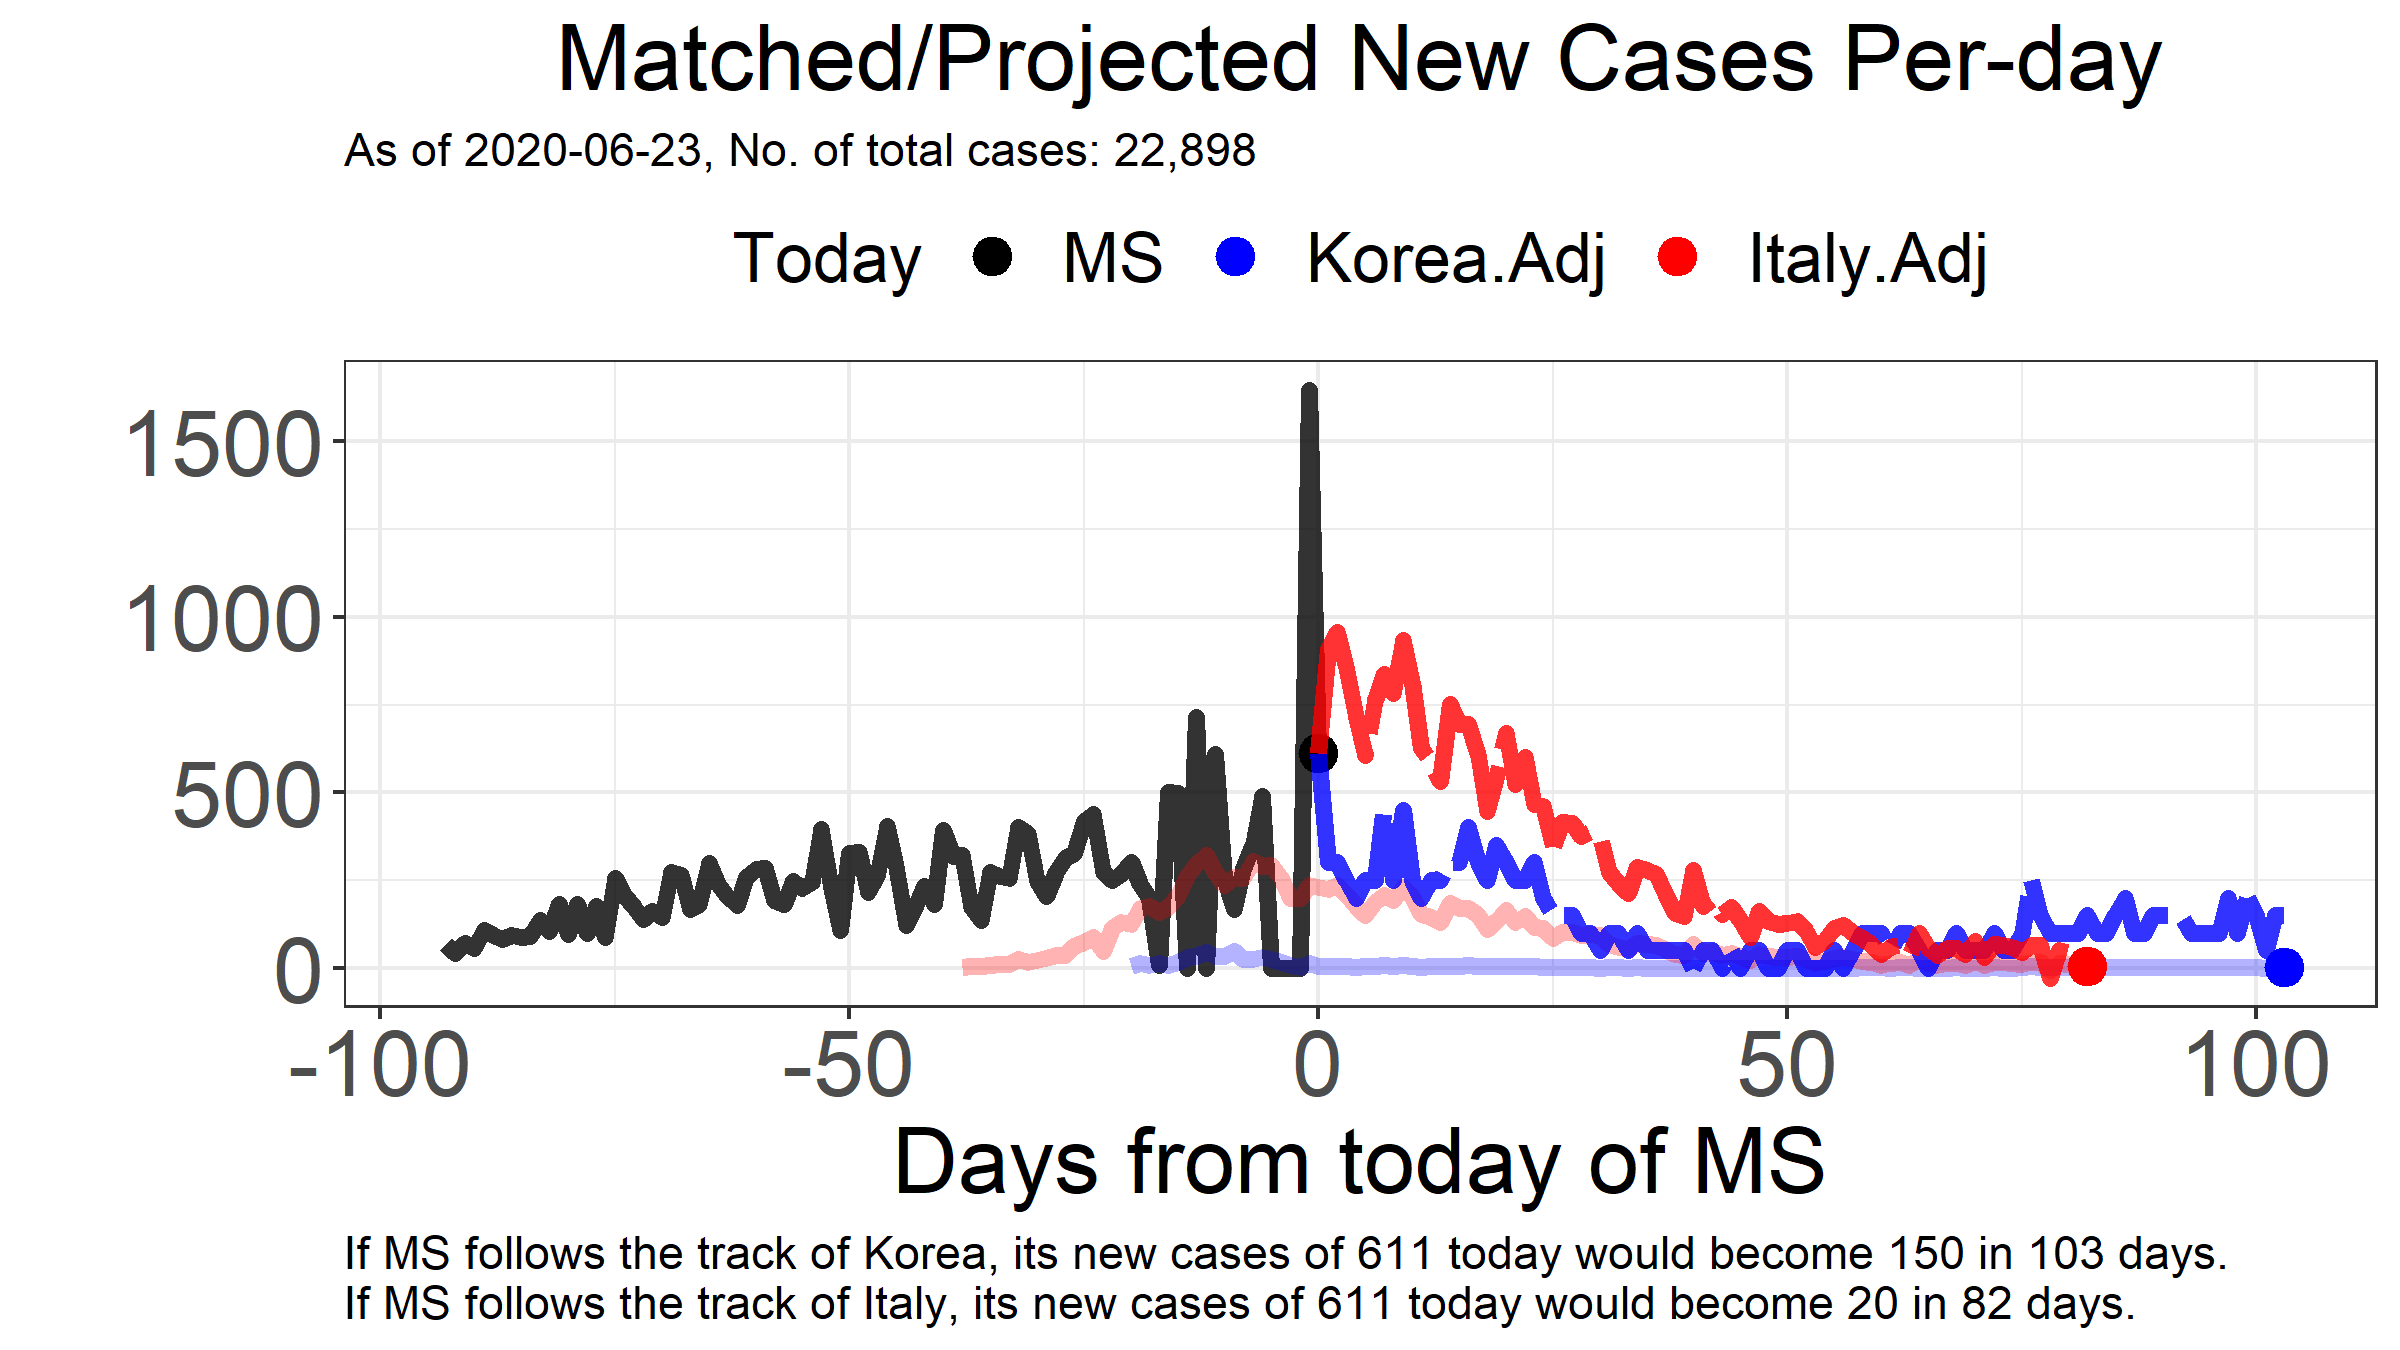 Matched/Projected New Cases Per-day
As of 2020-06-23, No. of total cases: 22,898
Today MS Korea.Adj Italy.Adj
1500
1000
500
0
-100 -50 0 50 100
Days from today of MS
If MS follows the track of Korea, its new cases of 611 today would become 150 in 103 days.
If MS follows the track of Italy, its new cases of 611 today would become 20 in 82 days.